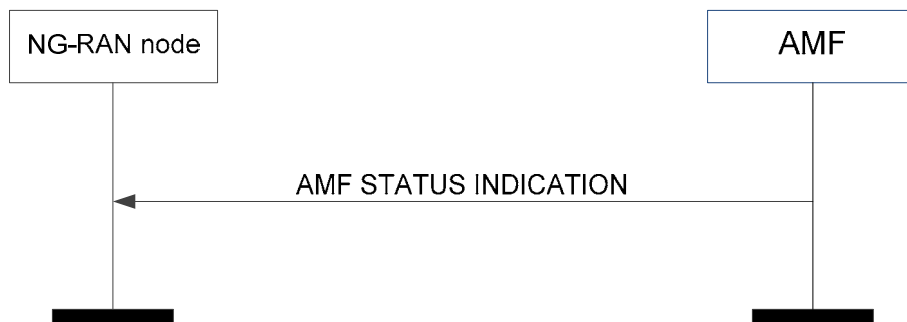 NG-RAN node
AMF
AMF STATUS INDICATION